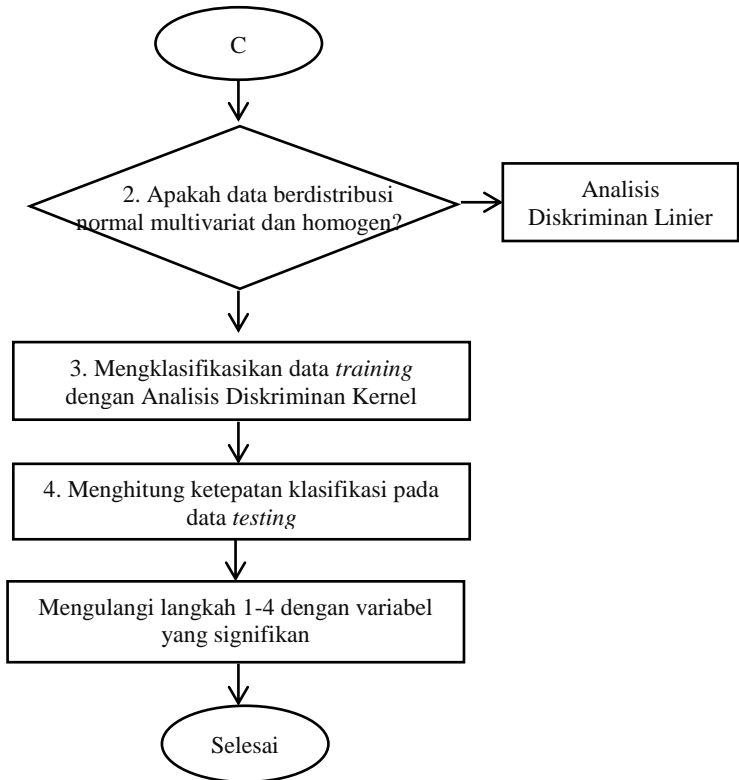 C
2. Apakah data berdistribusi
normal multivariat dan homogen?
Analisis
Diskriminan Linier
3. Mengklasifikasikan data training
dengan Analisis Diskriminan Kernel
4. Menghitung ketepatan klasifikasi pada
data testing
Mengulangi langkah 1-4 dengan variabel
yang signifikan
Selesai